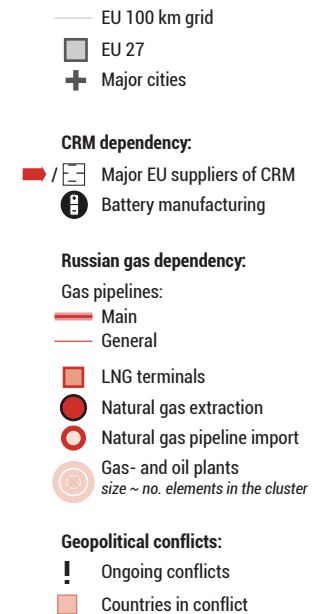 EU 100 km grid
EU 27
Major cities
CRM dependency:
/ Major EU suppliers of CRM
Battery manufacturing
Russian gas dependency:
Gas pipelines:
Main
General
LNG terminals
Natural gas extraction
Natural gas pipeline import
Gas- and oil plants
size ~ no. elements in the cluster
Geopolitical conflicts:
! Ongoing conflicts
Countries in conflict